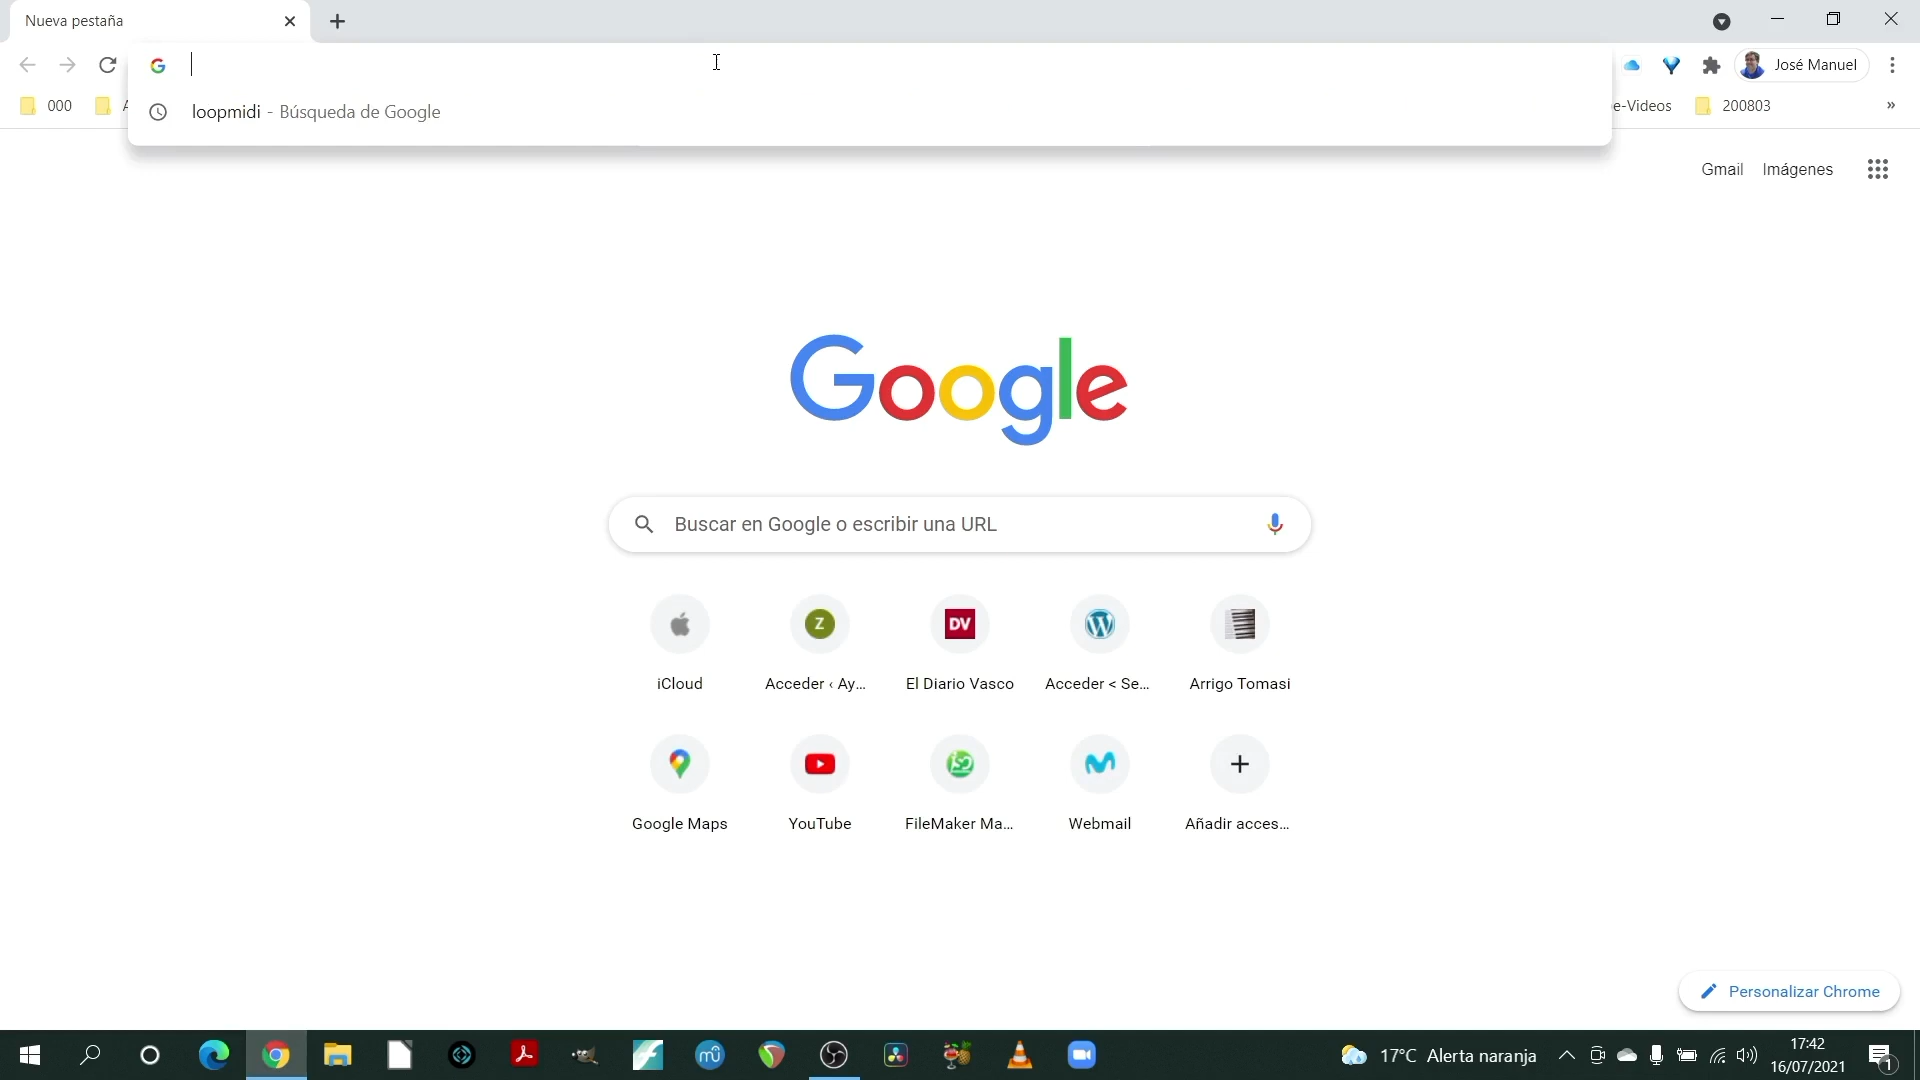 Nueva pestaña
loopmidi - Búsqueda de Google
José Manuel
000
A
e-Videos
200803
»
Gmail
Imágenes
Google
Buscar en Google o escribir una URL
iCloud
Acceder ‹ Ay...
El Diario Vasco
Acceder < Se...
Arrigo Tomasi
Z
DV
Google Maps
YouTube
FileMaker Ma...
Webmail
Añadir acces...
Personalizar Chrome
17°C Alerta naranja
17:42
16/07/2021
1